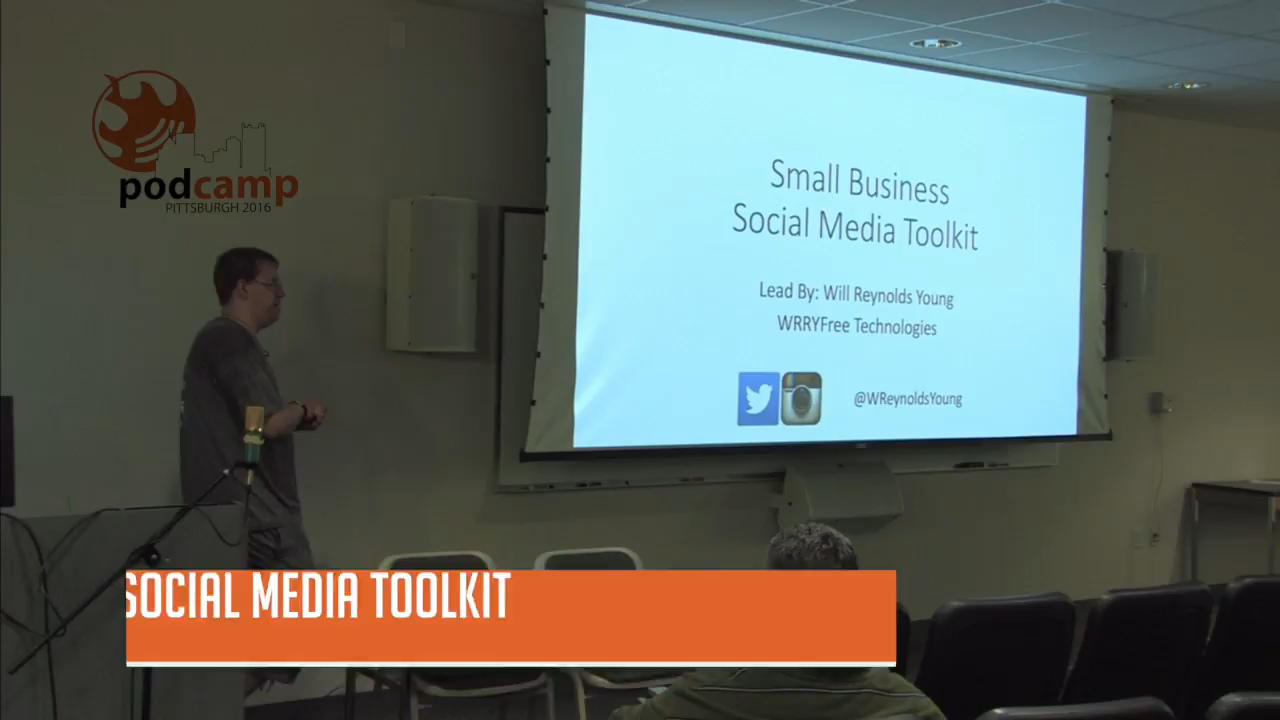 podcamp
PITTSBURGH 2016
Small Business
Social Media Toolkit
Lead By: Will Reynolds Young
WRRYFree Technologies
@WReynoldsYoung
SOCIAL MEDIA TOOLKIT